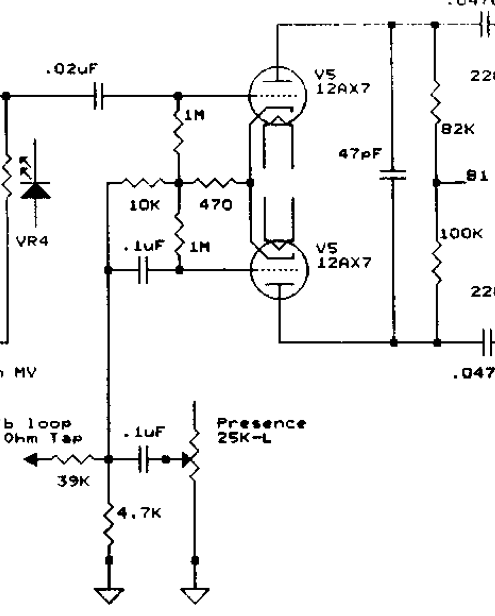 .047
.02uF
V5
12AX7
220
1M
82K
47pF
B1
10K
470
VR4
.1uF
1M
V5
12AX7
100K
220
MV
.047
b loop
Ohm Tap
.1uF
Presence
25K-L
39K
4.7K